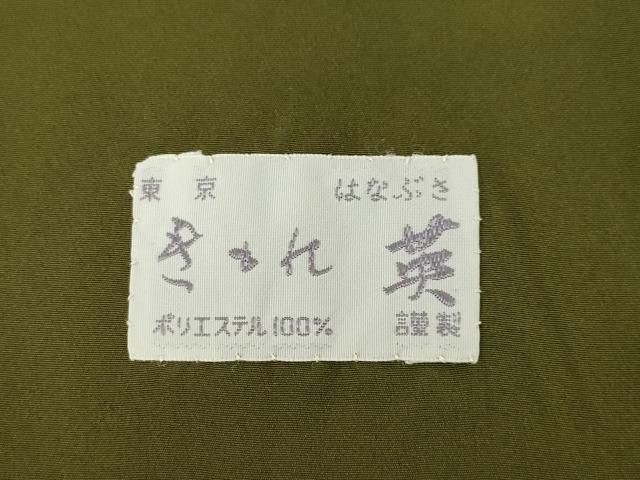 東京 はなぶさ
きもの 英
ポリエステル100% 謹製